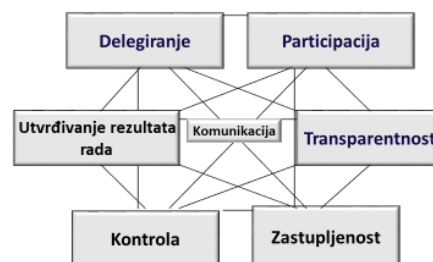 Delegiranje
Participacija
Utvrđivanje rezultata
rada
Komunikacija
Transparentnost
Kontrola
Zastupljenost